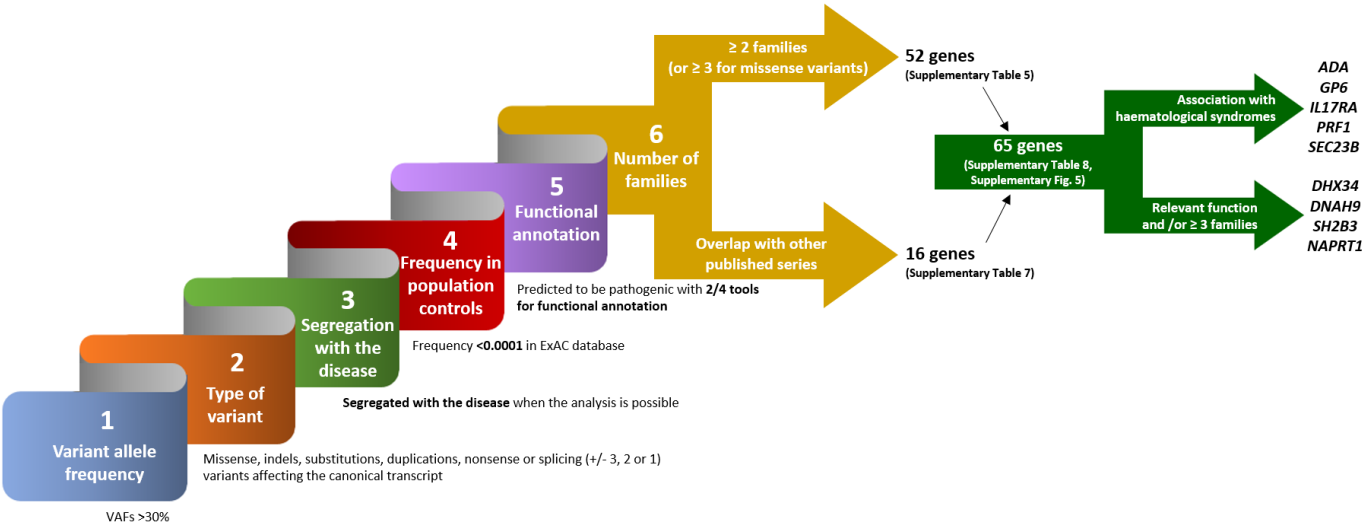 1
Variant allele
frequency
VAFs >30%
2
Type of
variant
Missense, indels, substitutions, duplications, nonsense or splicing (+/- 3, 2 or 1)
variants affecting the canonical transcript
3
Segregation
with the
disease
Segregated with the disease when the analysis is possible
4
Frequency in
population
controls
Frequency <0.0001 in ExAC database
5
Functional
annotation
Predicted to be pathogenic with 2/4 tools
for functional annotation
6
Number of
families
≥ 2 families
(or ≥ 3 for missense variants)
52 genes
(Supplementary Table 5)
Overlap with other
published series
16 genes
(Supplementary Table 7)
65 genes
(Supplementary Table 8,
Supplementary Fig. 5)
Association with
haematological syndromes
ADA
GP6
IL17RA
PRF1
SEC23B
Relevant function
and /or ≥ 3 families
DHX34
DNAH9
SH2B3
NAPRT1